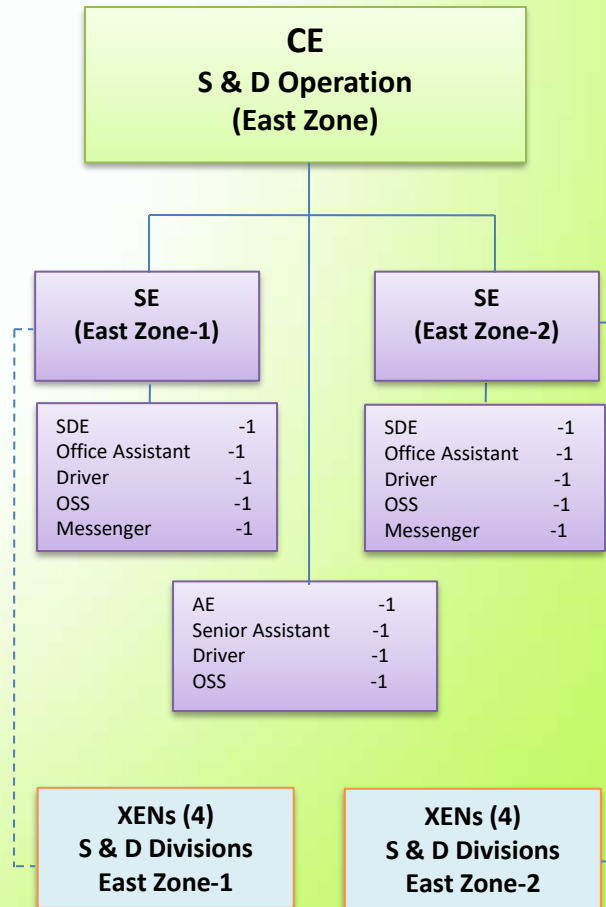 CE
S & D Operation
(East Zone)
SE
(East Zone-1)
SE
(East Zone-2)
SDE -1
Office Assistant -1
Driver -1
OSS -1
Messenger -1
SDE -1
Office Assistant -1
Driver -1
OSS -1
Messenger -1
AE -1
Senior Assistant -1
Driver -1
OSS -1
XENs (4)
S & D Divisions
East Zone-1
XENs (4)
S & D Divisions
East Zone-2